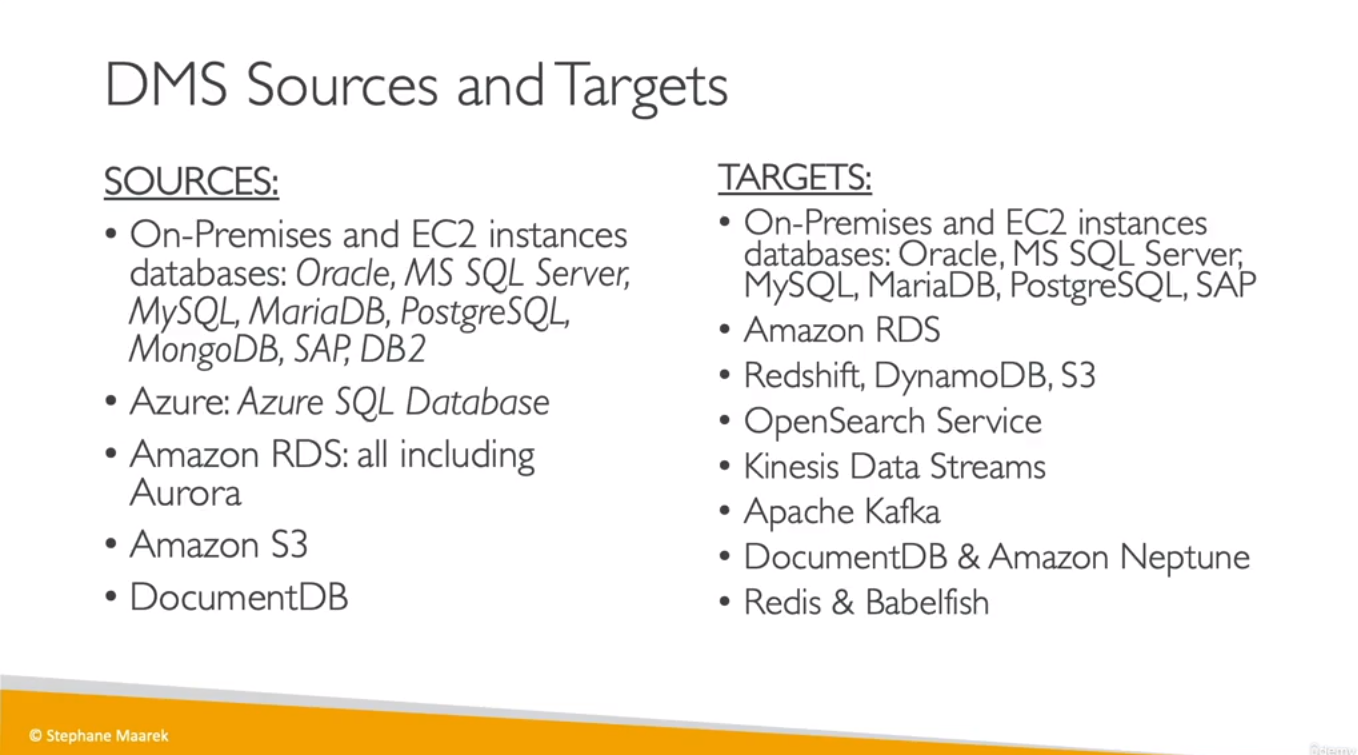 DMS Sources and Targets
SOURCES:
• On-Premises and EC2 instances
databases: Oracle, MS SQL Server,
MySQL, MariaDB, PostgreSQL,
MongoDB, SAP, DB2
• Azure: Azure SQL Database
• Amazon RDS: all including
Aurora
• Amazon S3
• DocumentDB
TARGETS:
• On-Premises and EC2 instances
databases: Oracle, MS SQL Server,
MySQL, MariaDB, PostgreSQL, SAP
• Amazon RDS
• Redshift, DynamoDB, S3
• OpenSearch Service
• Kinesis Data Streams
• Apache Kafka
• DocumentDB & Amazon Neptune
• Redis & Babelfish
© Stephane Maarek